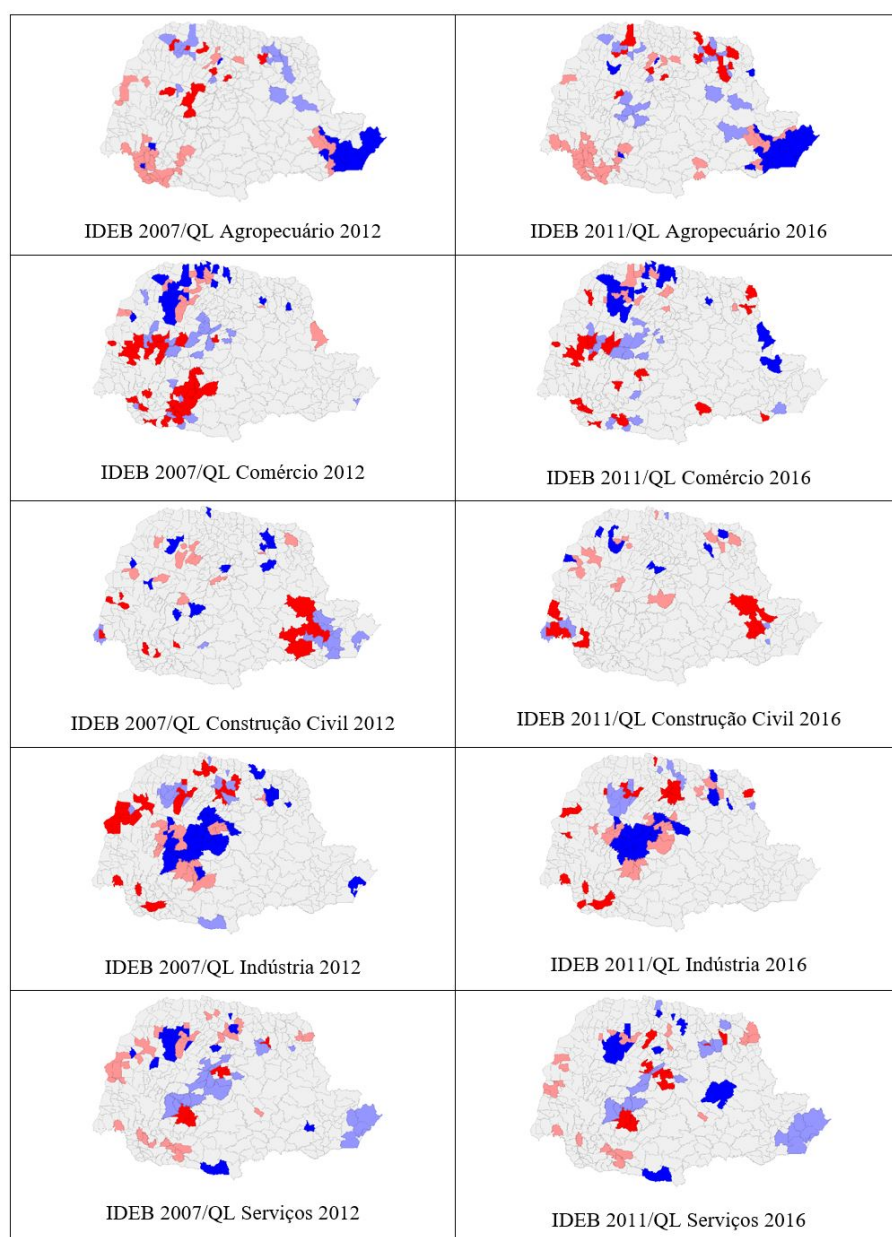 IDEB 2007/QL Agropecuário 2012
IDEB 2011/QL Agropecuário 2016
IDEB 2007/QL Comércio 2012
IDEB 2011/QL Comércio 2016
IDEB 2007/QL Construção Civil 2012
IDEB 2011/QL Construção Civil 2016
IDEB 2007/QL Indústria 2012
IDEB 2011/QL Indústria 2016
IDEB 2007/QL Serviços 2012
IDEB 2011/QL Serviços 2016